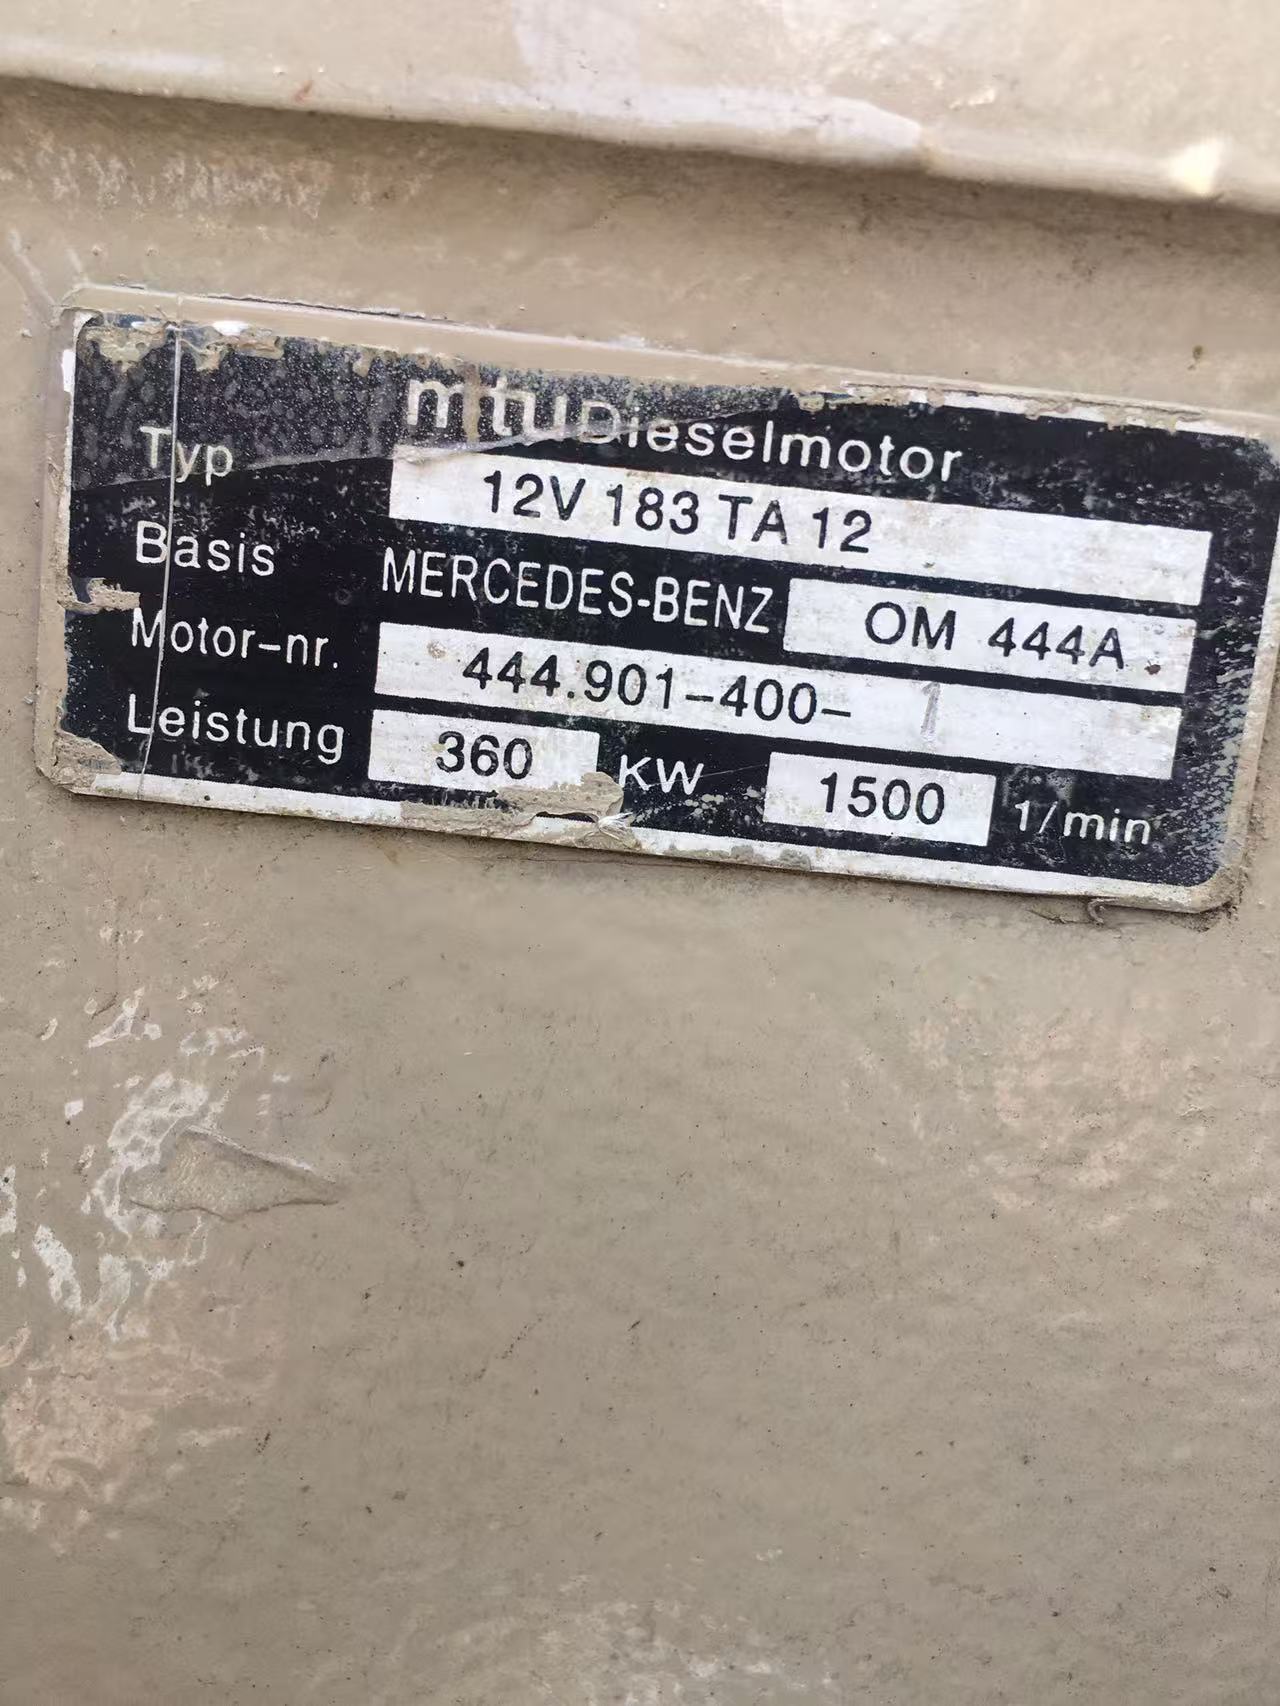 mtu Dieselmotor
Typ 12V 183 TA 12
Basis MERCEDES-BENZ OM 444A
Motor-nr. 444.901-400- 1
Leistung 360 KW 1500 1/min